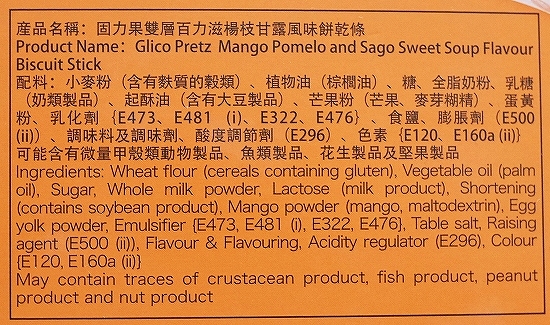 產品名稱：固力果雙層百力滋楊枝甘露風味餅乾條
Product Name：Glico Pretz Mango Pomelo and Sago Sweet Soup Flavour
Biscuit Stick
配料：小麥粉（含有麩質的穀類）、植物油（棕櫚油）、糖、全脂奶粉、乳糖
（奶類製品）、起酥油（含有大豆製品）、芒果粉（芒果、麥芽糊精）、蛋黃
粉、乳化劑｛E473、E481 (i)、E322、E476｝、食鹽、膨脹劑（E500
(ii)）、調味料及調味劑、酸度調節劑（E296）、色素｛E120、E160a (ii)｝
可能含有微量甲殼類動物製品、魚類製品、花生製品及堅果製品
Ingredients: Wheat flour (cereals containing gluten), Vegetable oil (palm
oil), Sugar, Whole milk powder, Lactose (milk product), Shortening
(contains soybean product), Mango powder (mango, maltodextrin), Egg
yolk powder, Emulsifier {E473, E481 (i), E322, E476}, Table salt, Raising
agent (E500 (ii)), Flavour & Flavouring, Acidity regulator (E296), Colour
{E120, E160a (ii)}
May contain traces of crustacean product, fish product, peanut
product and nut product